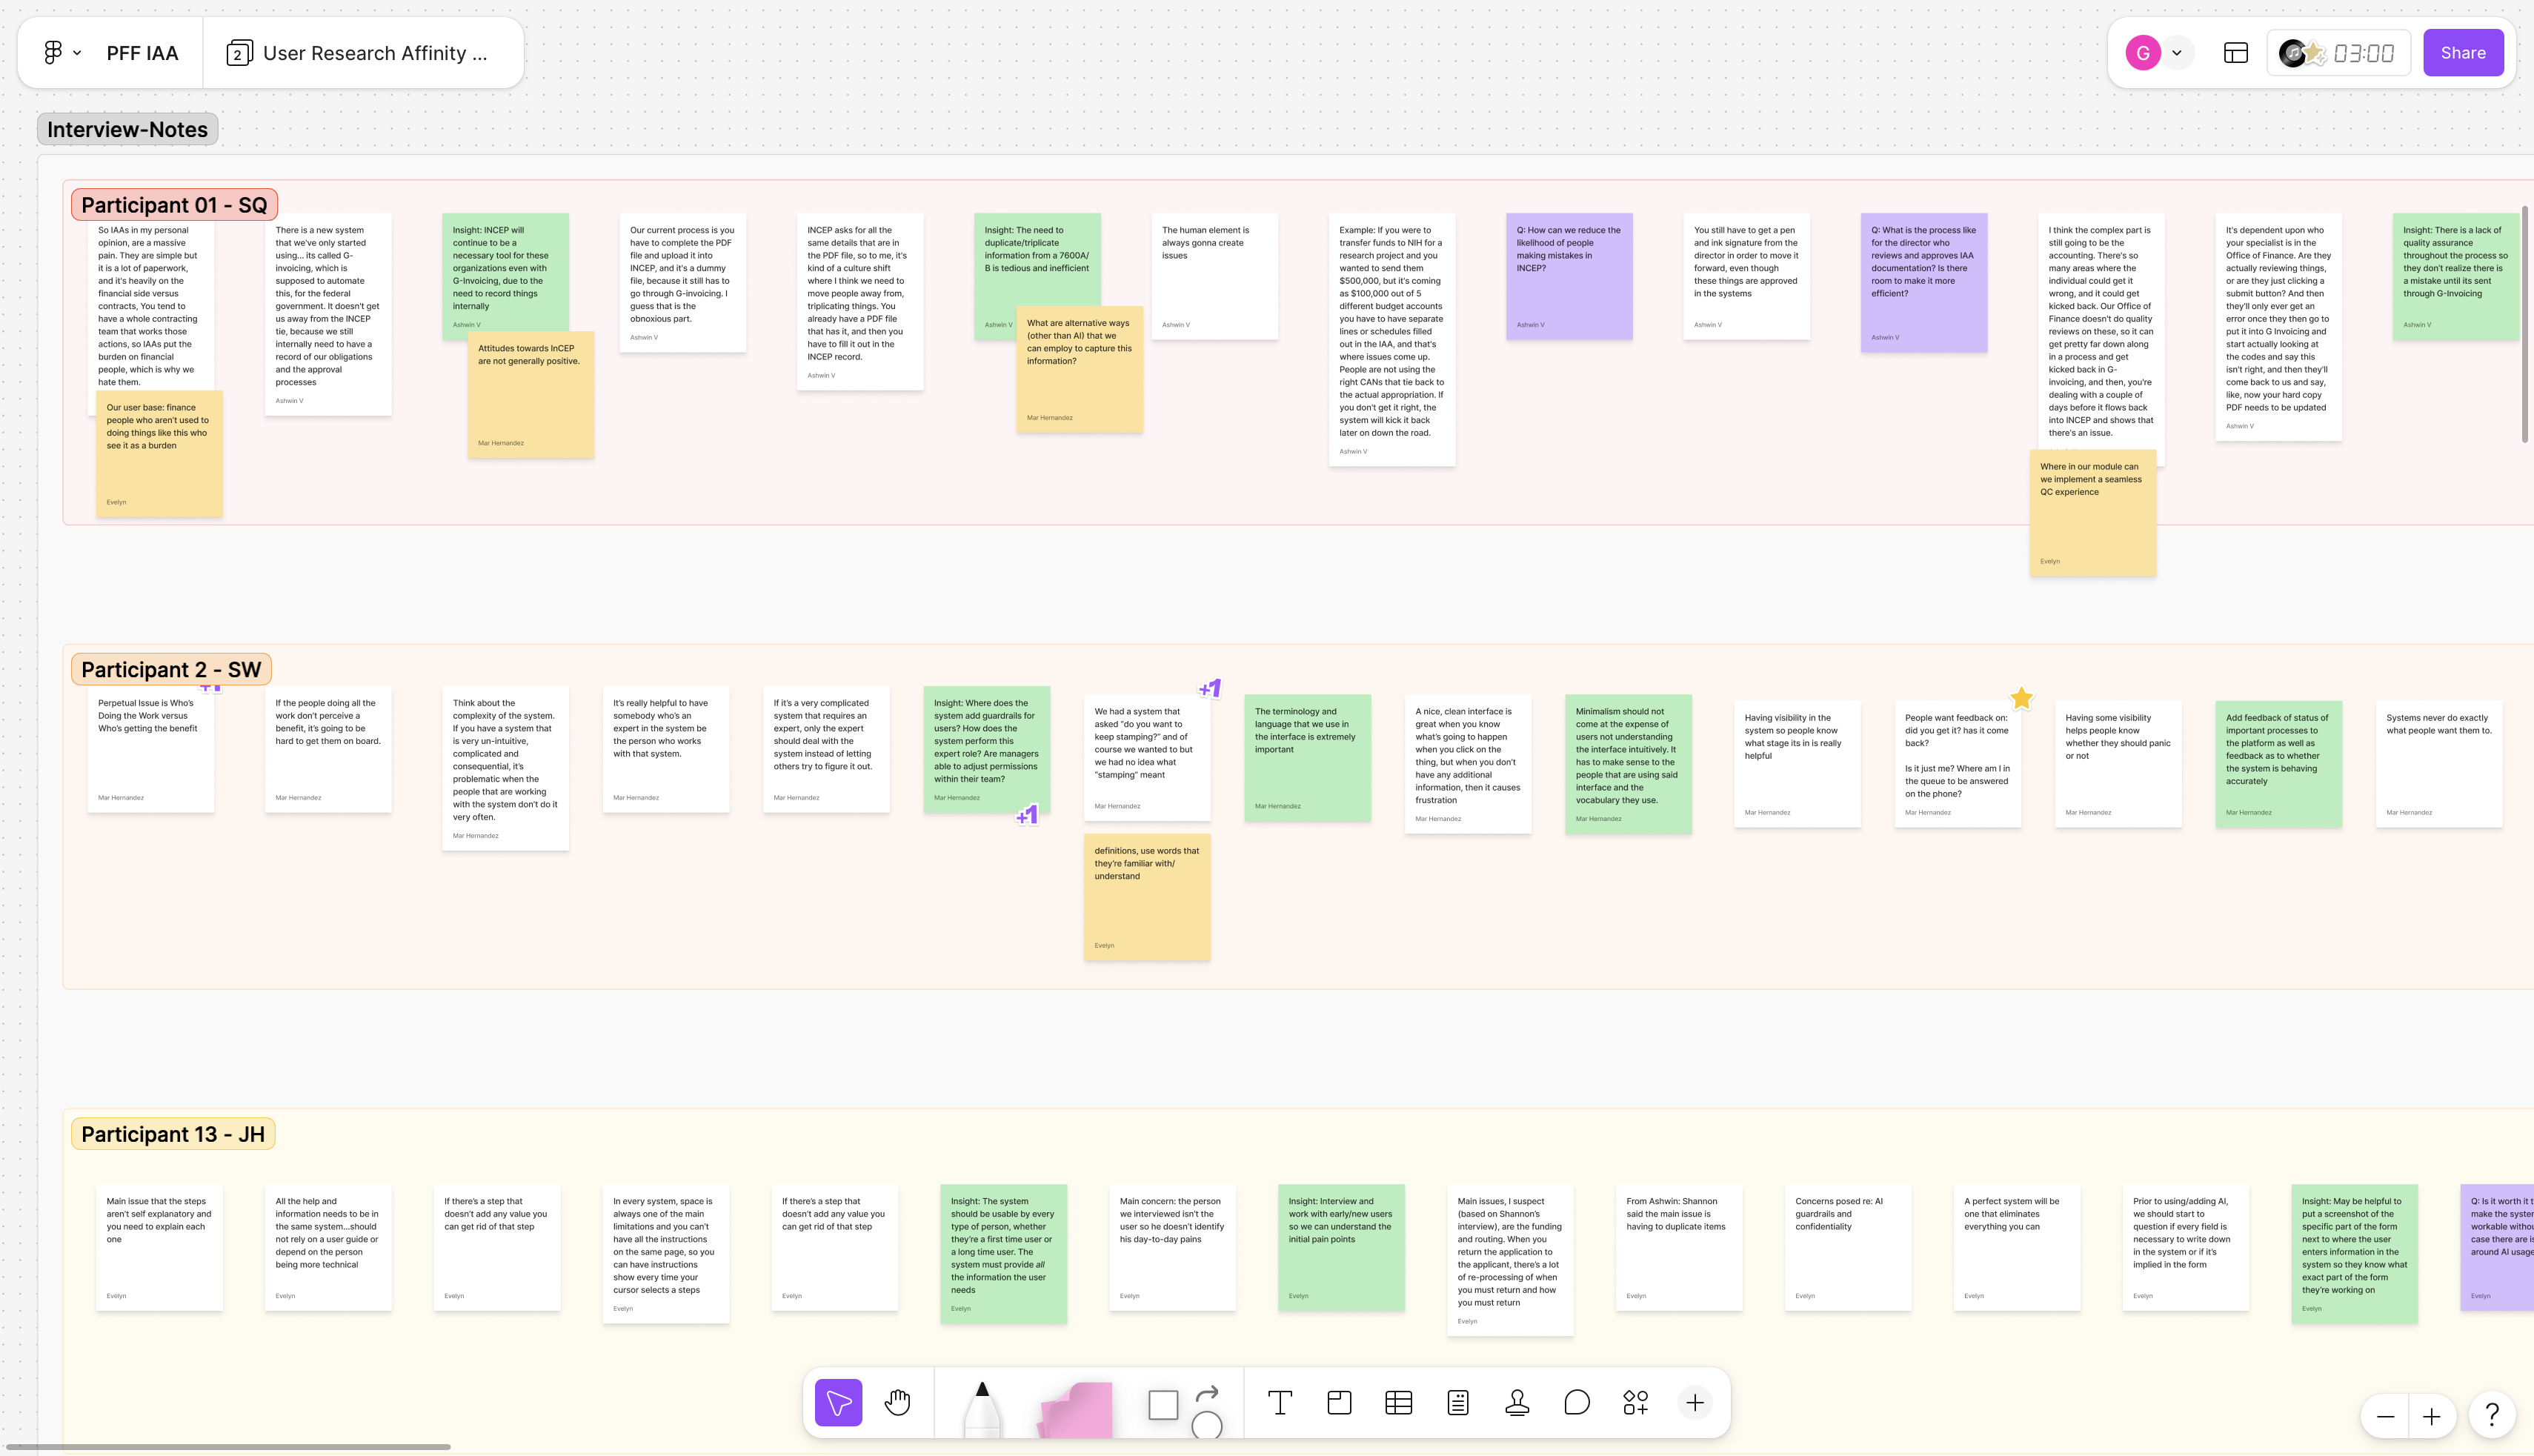 PFF IAA
2
User Research Affinity ...
G
03:00
Share
Interview-Notes
Participant 01 - SQ
So IAAs in my personal
opinion, are a massive
pain. They are simple but
it is a lot of paperwork,
and it's heavily on the
financial side versus
contracts, You tend to
have a whole contracting
team that works those
actions, so IAAs put the
burden on financial
people, which is why we
hate them.
Our user base: finance
people who aren't used to
doing things like this who
see it as a burden
Evelyn
There is a new system
that we've only started
using... its called G-
invoicing, which is
supposed to automate
this, for the federal
government. It doesn't get
us away from the INCEP
tie, because we still
internally need to have a
record of our obligations
and the approval
processes
Ashwin V
Insight: INCEP will
continue to be a
necessary tool for these
organizations even with
G-Invoicing, due to the
need to record things
internally
Ashwin V
Attitudes towards InCEP
are not generally positive.
Mar Hernandez
Our current process is you
have to complete the PDF
file and upload it into
INCEP, and it's a dummy
file, because it still has to
go through G-invoicing. I
guess that is the
obnoxious part.
Ashwin V
INCEP asks for all the
same details that are in
the PDF file, so to me, it's
kind of a culture shift
where I think we need to
move people away from,
triplicating things. You
already have a PDF file
that has it, and then you
have to fill it out in the
INCEP record.
Ashwin V
Insight: The need to
duplicate/triplicate
information from a 7600A/
B is tedious and inefficient
Ashwin V
What are alternative ways
(other than AI) that we
can employ to capture this
information?
Mar Hernandez
The human element is
always gonna create
issues
Ashwin V
Example: If you were to
transfer funds to NIH for a
research project and you
wanted to send them
$500,000, but it's coming
as $100,000 out of 5
different budget accounts
you have to have separate
lines or schedules filled
out in the IAA, and that's
where issues come up.
People are not using the
right CANs that tie back to
the actual appropriation. If
you don't get it right, the
system will kick it back
later on down the road.
Ashwin V
Q: How can we reduce the
likelihood of people
making mistakes in
INCEP?
Ashwin V
You still have to get a pen
and ink signature from the
director in order to move it
forward, even though
these things are approved
in the systems
Ashwin V
Q: What is the process like
for the director who
reviews and approves IAA
documentation? Is there
room to make it more
efficient?
Ashwin V
I think the complex part is
still going to be the
accounting. There's so
many areas where the
individual could get it
wrong, and it could get
kicked back. Our Office of
Finance doesn't do quality
reviews on these, so it can
get pretty far down along
in a process and get
kicked back in G-
invoicing, and then, you're
dealing with a couple of
days before it flows back
into INCEP and shows that
there's an issue.
Where in our module can
we implement a seamless
QC experience
Evelyn
It's dependent upon who
your specialist is in the
Office of Finance. Are they
actually reviewing things,
or are they just clicking a
submit button? And then
they'll only ever get an
error once they then go to
put it into G Invoicing and
start actually looking at
the codes and say this
isn't right, and then they'll
come back to us and say,
like, now your hard copy
PDF needs to be updated
Ashwin V
Insight: There is a lack of
quality assurance
throughout the process so
they don't realize there is
a mistake until its sent
through G-Invoicing
Ashwin V
Participant 2 - SW
+1
Perpetual Issue is Who's
Doing the Work versus
Who's getting the benefit
Mar Hernandez
If the people doing all the
work don't perceive a
benefit, it's going to be
hard to get them on board.
Mar Hernandez
Think about the
complexity of the system.
If you have a system that
is very un-intuitive,
complicated and
consequential, it's
problematic when the
people that are working
with the system don't do it
very often.
Mar Hernandez
It's really helpful to have
somebody who's an
expert in the system be
the person who works
with that system.
Mar Hernandez
If it's a very complicated
system that requires an
expert, only the expert
should deal with the
system instead of letting
others try to figure it out.
Mar Hernandez
Insight: Where does the
system add guardrails for
users? How does the
system perform this
expert role? Are managers
able to adjust permissions
within their team?
Mar Hernandez
+1
+1
We had a system that
asked "do you want to
keep stamping?" and of
course we wanted to but
we had no idea what
"stamping" meant
Mar Hernandez
definitions, use words that
they're familiar with/
understand
Evelyn
The terminology and
language that we use in
the interface is extremely
important
Mar Hernandez
A nice, clean interface is
great when you know
what's going to happen
when you click on the
thing, but when you don't
have any additional
information, then it causes
frustration
Mar Hernandez
Minimalism should not
come at the expense of
users not understanding
the interface intuitively. It
has to make sense to the
people that are using said
interface and the
vocabulary they use.
Mar Hernandez
Having visibility in the
system so people know
what stage its in is really
helpful
Mar Hernandez
People want feedback on:
did you get it? has it come
back?
Is it just me? Where am I in
the queue to be answered
on the phone?
Mar Hernandez
Having some visibility
helps people know
whether they should panic
or not
Mar Hernandez
Add feedback of status of
important processes to
the platform as well as
feedback as to whether
the system is behaving
accurately
Mar Hernandez
Systems never do exactly
what people want them to.
Mar Hernandez
Participant 13 - JH
Main issue that the steps
aren't self explanatory and
you need to explain each
one
Evelyn
All the help and
information needs to be in
the same system...should
not rely on a user guide or
depend on the person
being more technical
Evelyn
If there's a step that
doesn't add any value you
can get rid of that step
Evelyn
In every system, space is
always one of the main
limitations and you can't
have all the instructions
on the same page, so you
can have instructions
show every time your
cursor selects a steps
Evelyn
If there's a step that
doesn't add any value you
can get rid of that step
Evelyn
Insight: The system
should be usable by every
type of person, whether
they're a first time user or
a long time user. The
system must provide all
the information the user
needs
Evelyn
Main concern: the person
we interviewed isn't the
user so he doesn't identify
his day-to-day pains
Evelyn
Insight: Interview and
work with early/new users
so we can understand the
initial pain points
Evelyn
Main issues, I suspect
(based on Shannon's
interview), are the funding
and routing. When you
return the application to
the applicant, there's a lot
of re-processing of when
you must return and how
you must return
Evelyn
From Ashwin: Shannon
said the main issue is
having to duplicate items
Evelyn
Concerns posed re: AI
guardrails and
confidentiality
Evelyn
A perfect system will be
one that eliminates
everything you can
Evelyn
Prior to using/adding AI,
we should start to
question if every field is
necessary to write down
in the system or if it's
implied in the form
Evelyn
Insight: May be helpful to
put a screenshot of the
specific part of the form
next to where the user
enters information in the
system so they know what
exact part of the form
they're working on
Evelyn
Q: Is it worth it t
make the system
workable withou
case there are is
around AI usage
Evelyn